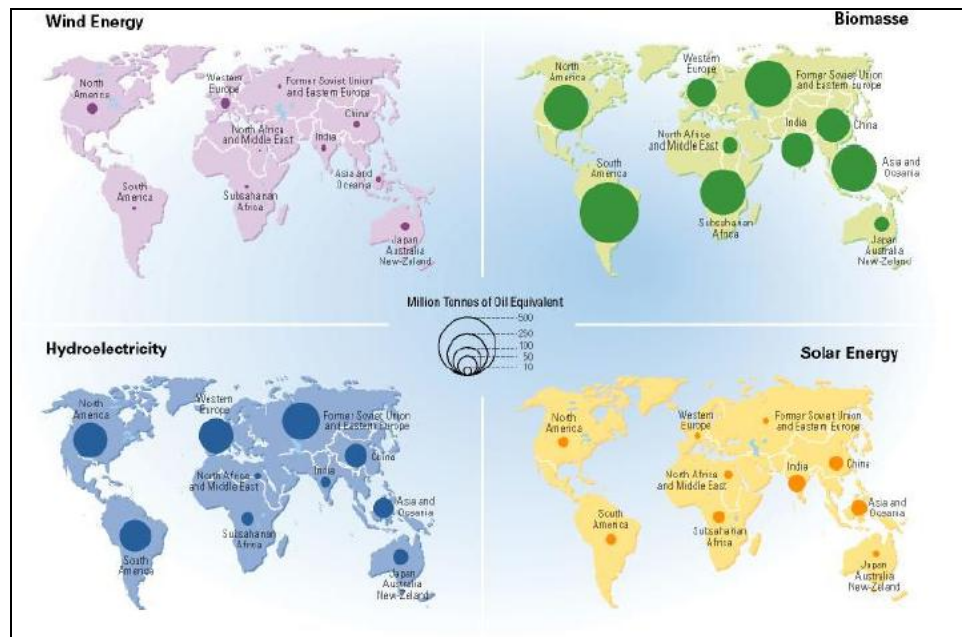 Wind Energy
North
America
Western
Europe
Former Soviet Union
and Eastern Europe
China
North Africa
and Middle East
India
Asia and
Oceania
South
America
Subsaharian
Africa
Japan
Australia
New-Zeland
Biomasse
North
America
Western
Europe
Former Soviet Union
and Eastern Europe
India
China
North Africa
and Middle East
Asia and
Oceania
South
America
Subsaharian
Africa
Japan
Australia
New-Zeland
Million Tonnes of Oil Equivalent
500
250
100
50
10
Hydroelectricity
North
America
Western
Europe
Former Soviet Union
and Eastern Europe
China
North Africa
and Middle East
India
Asia and
Oceania
Subsaharian
Africa
South
America
Japan
Australia
New-Zeland
Solar Energy
North
America
Western
Europe
Former Soviet Union
and Eastern Europe
North Africa
and Middle East
India
China
Asia and
Oceania
South
America
Subsaharian
Africa
Japan
Australia
New-Zeland